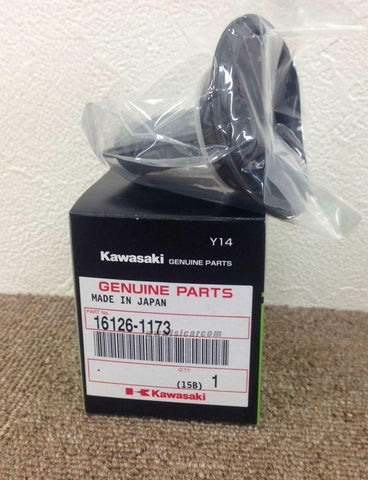 Y14
Kawasaki GENUINE PARTS
GENUINE PARTS
MADE IN JAPAN
PART No.
16126-1173
QTY
(15B) 1
Kawasaki